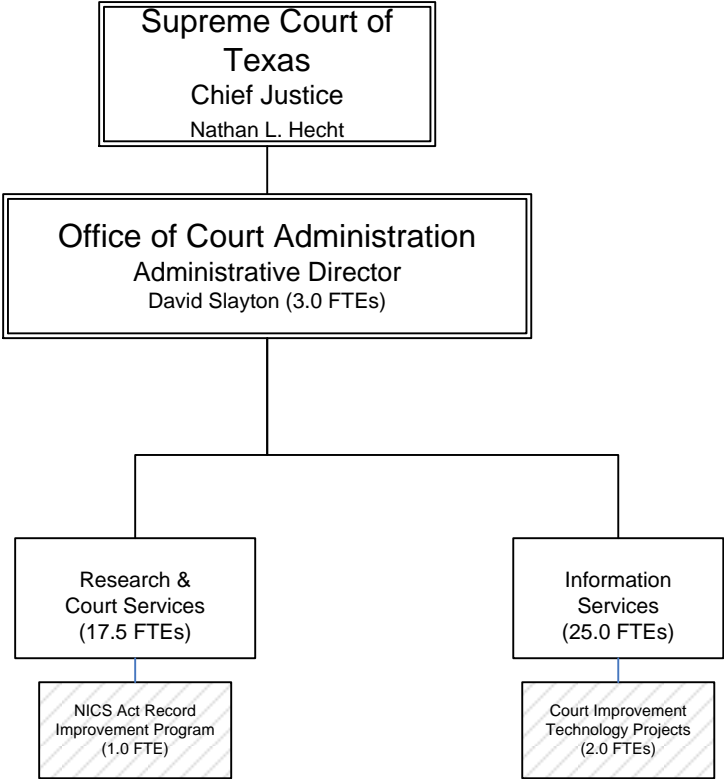 Supreme Court of
Texas
Chief Justice
Nathan L. Hecht
Office of Court Administration
Administrative Director
David Slayton (3.0 FTEs)
Research &
Court Services
(17.5 FTEs)
Information
Services
(25.0 FTEs)
NICS Act Record
Improvement Program
(1.0 FTE)
Court Improvement
Technology Projects
(2.0 FTEs)